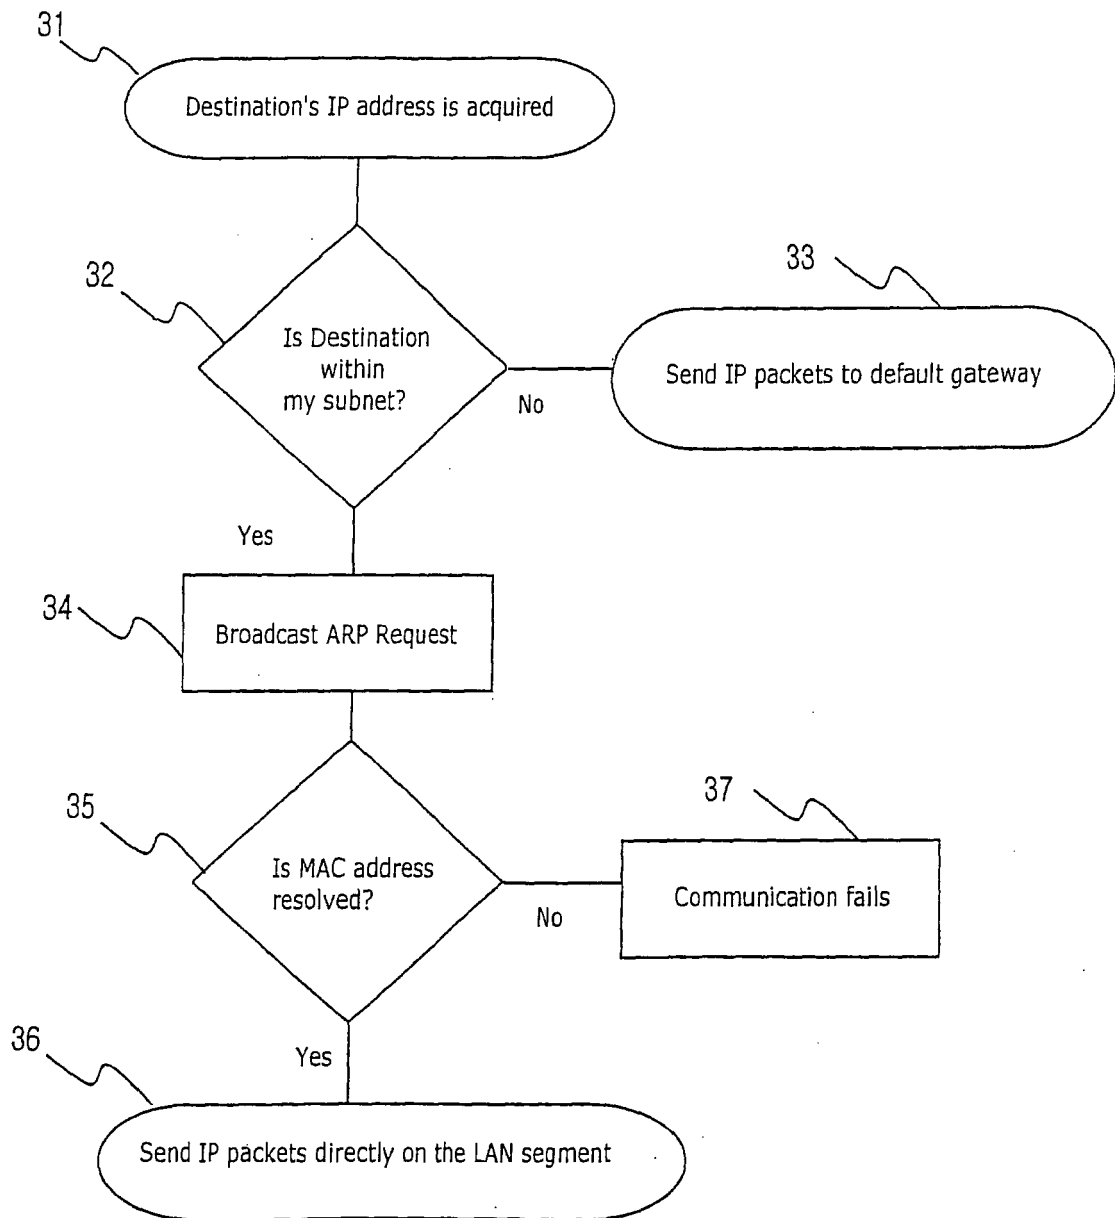 31
Destination's IP address is acquired
32
33
Is Destination
within
my subnet?
Send IP packets to default gateway
No
Yes
34
Broadcast ARP Request
35
37
Is MAC address
resolved?
Communication fails
No
36
Yes
Send IP packets directly on the LAN segment